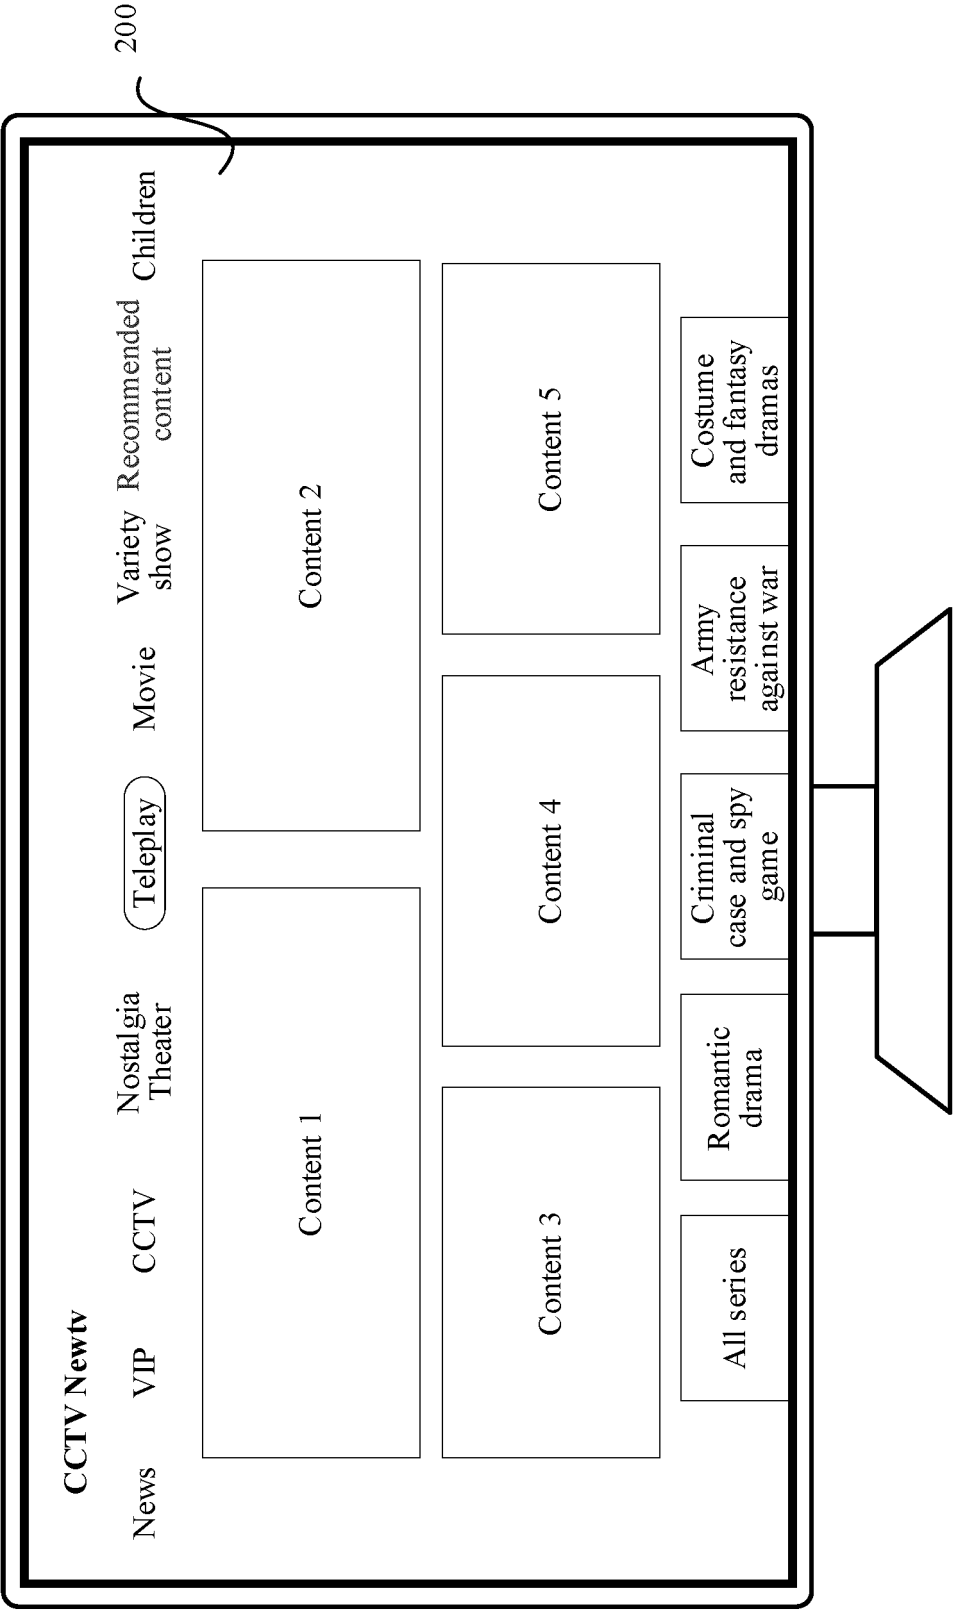 200
CCTV Newtv
News
VIP
CCTV
Nostalgia
Theater
Teleplay
Movie
Variety
show
Recommended
content
Children
Content 1
Content 2
Content 3
Content 4
Content 5
All series
Romantic
drama
Criminal
case and spy
game
Army
resistance
against war
Costume
and fantasy
dramas